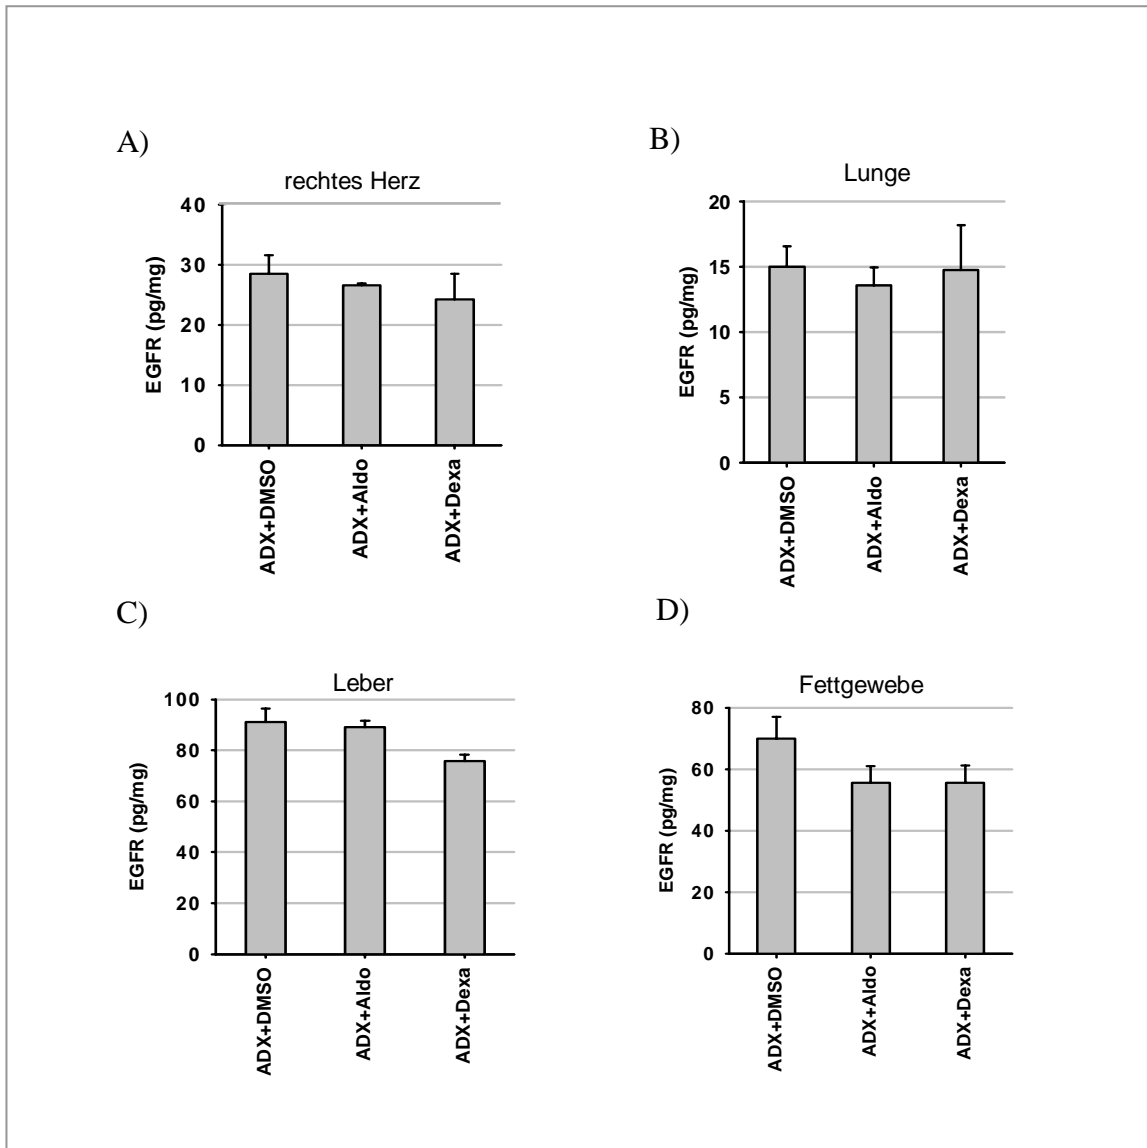 A)
rechtes Herz
40
30
20
10
0
EGFR (pg/mg)
ADX+DMSO
ADX+Aldo
ADX+Dexa
B)
Lunge
20
15
10
5
0
EGFR (pg/mg)
ADX+DMSO
ADX+Aldo
ADX+Dexa
C)
Leber
100
80
60
40
20
0
EGFR (pg/mg)
ADX+DMSO
ADX+Aldo
ADX+Dexa
D)
Fettgewebe
80
60
40
20
0
EGFR (pg/mg)
ADX+DMSO
ADX+Aldo
ADX+Dexa